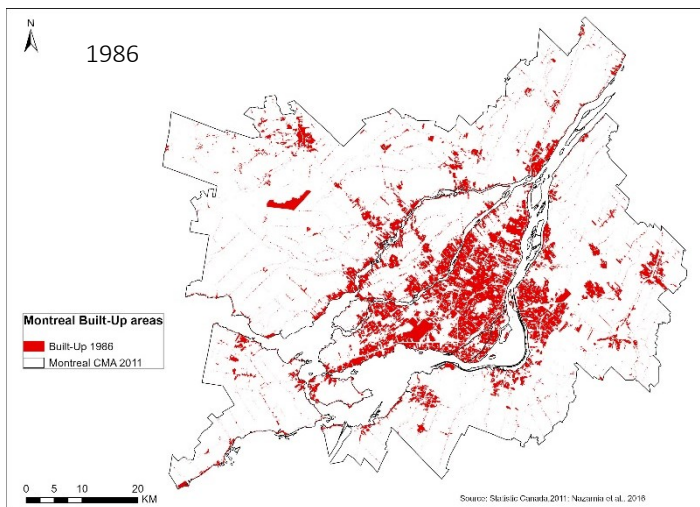 N
1986
Montreal Built-Up areas
Built-Up 1986
Montreal CMA 2011
0 5 10 20
KM
Source: Statistic Canada,2011; Nazarnia et al., 2016